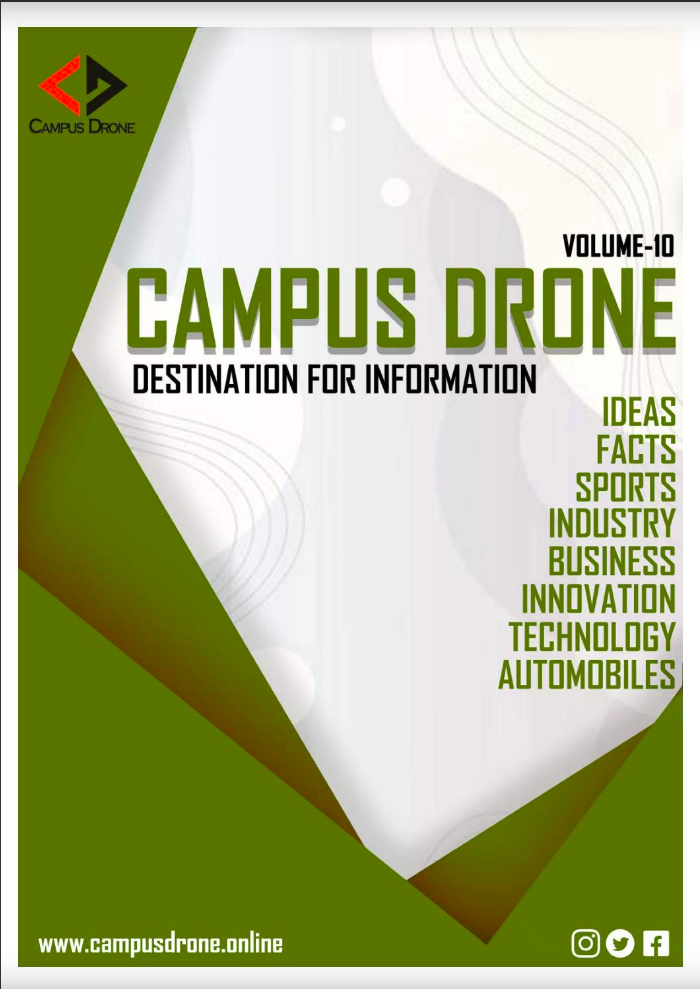 CAMPUS DRONE
VOLUME-10
CAMPUS DRONE
DESTINATION FOR INFORMATION
IDEAS
FACTS
SPORTS
INDUSTRY
BUSINESS
INNOVATION
TECHNOLOGY
AUTOMOBILES
www.campusdrone.online